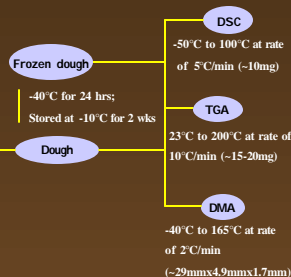 DSC
-50°C to 100°C at rate
of 5°C/min (~10mg)
Frozen dough
-40°C for 24 hrs;
Stored at -10°C for 2 wks
TGA
23°C to 200°C at rate of
10°C/min (~15-20mg)
Dough
DMA
-40°C to 165°C at rate
of 2°C/min
(~29mmx4.9mmx1.7mm)